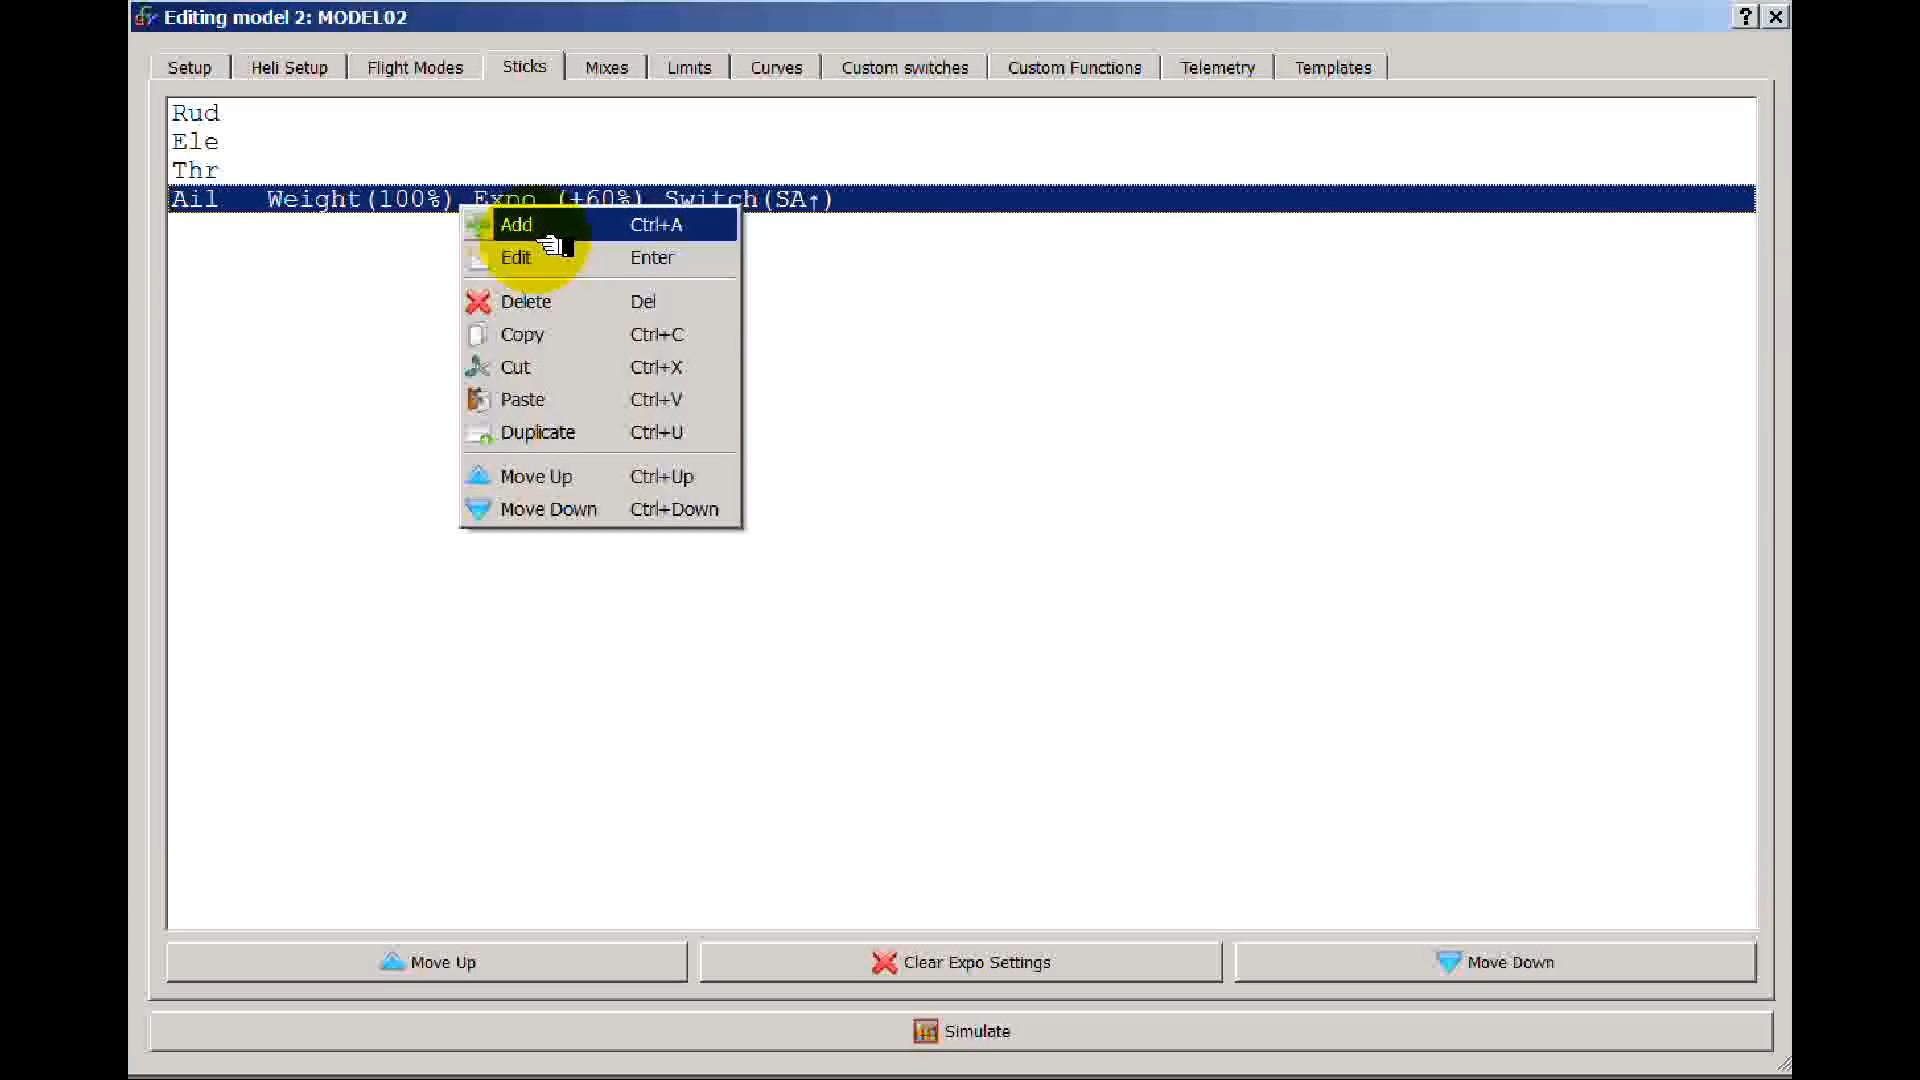 Editing model 2: MODEL02
Setup Heli Setup Flight Modes Sticks Mixes Limits Curves Custom switches Custom Functions Telemetry Templates
Rud
Ele
Thr
Ail Weight(100%) Expo (+60%) Switch(SA↑)
Add Ctrl+A
Edit Enter
Delete Del
Copy Ctrl+C
Cut Ctrl+X
Paste Ctrl+V
Duplicate Ctrl+U
Move Up Ctrl+Up
Move Down Ctrl+Down
Move Up Clear Expo Settings Move Down
Simulate